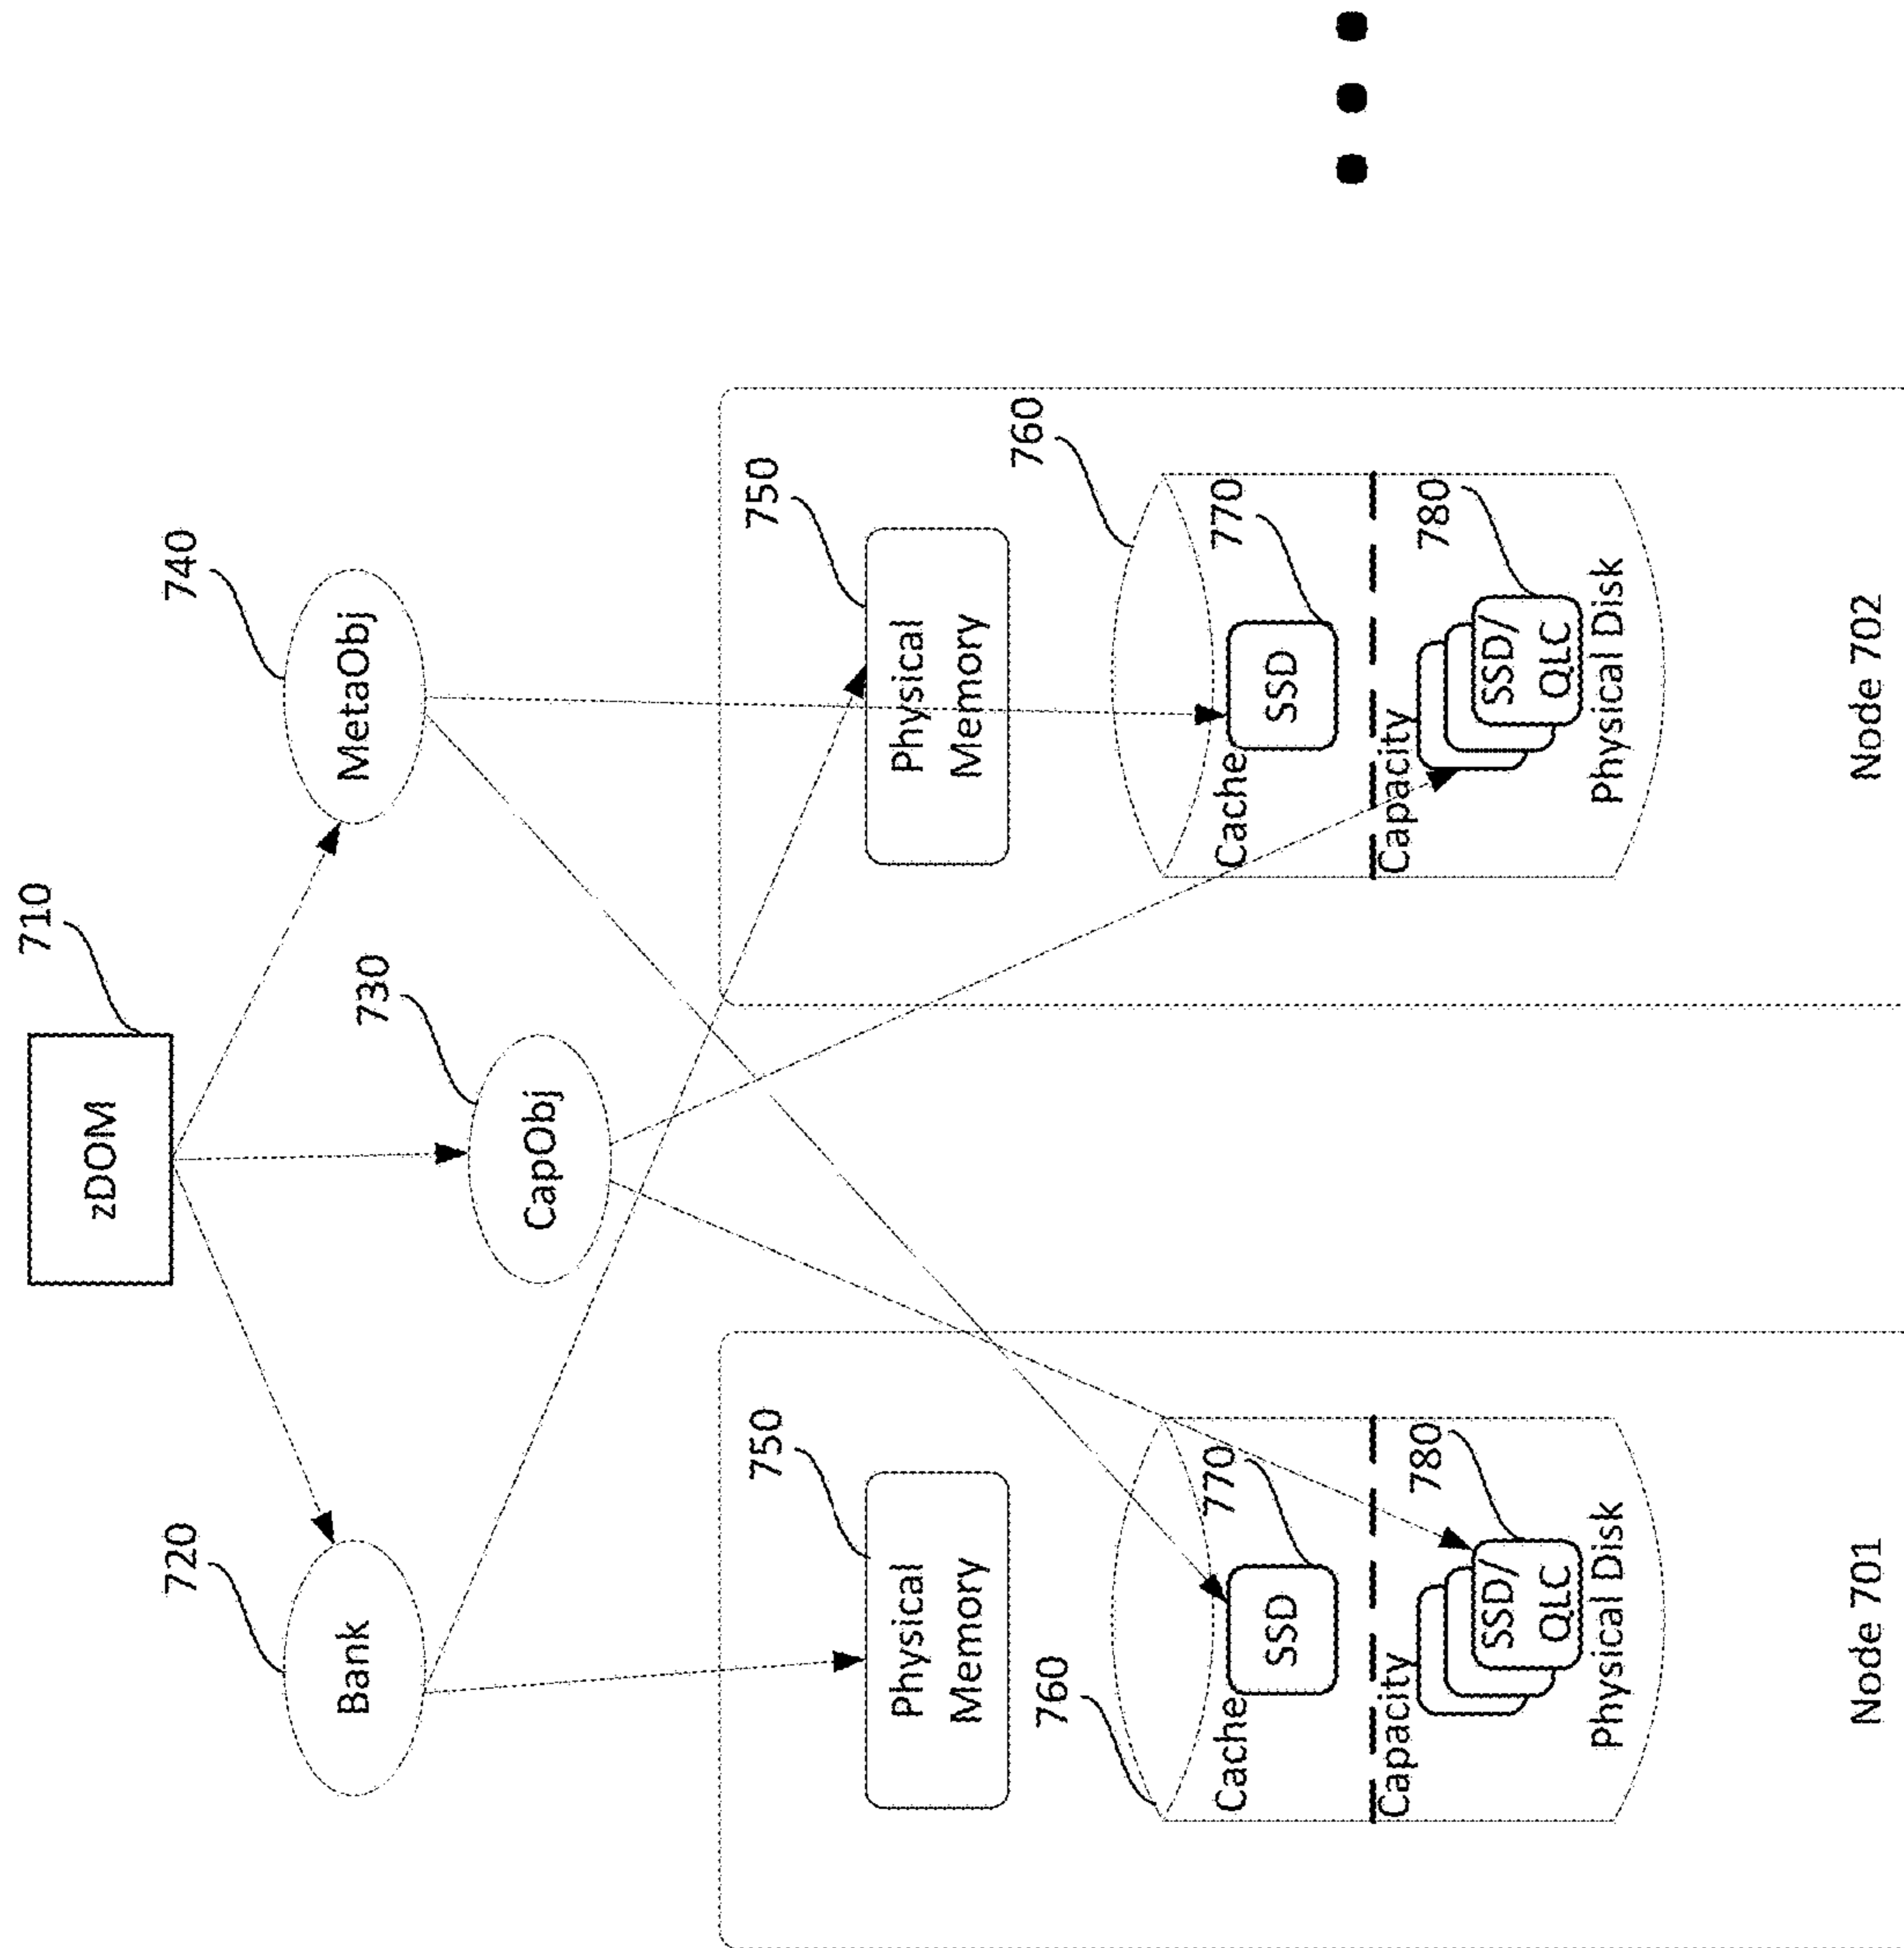 zDOM
710
720
Bank
730
CapObj
740
MetaObj
750
Physical
Memory
760
Cache
SSD
770
Capacity
780
SSD/
QLC
Physical Disk
Node 701
750
Physical
Memory
760
Cache
SSD
770
Capacity
780
SSD/
QLC
Physical Disk
Node 702